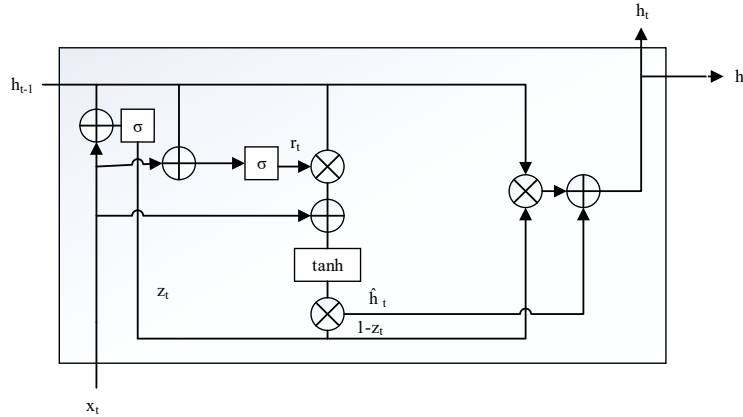 h_t
h_{t-1}
h
σ
r_t
σ
tanh
z_t
ĥ_t
1-z_t
x_t